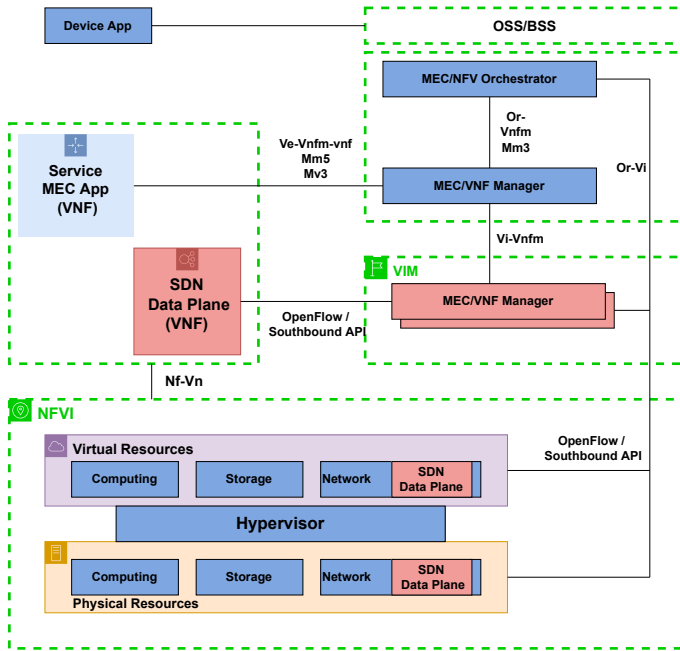 Device App
OSS/BSS
MEC/NFV Orchestrator
Or-
Vnfm
Mm3
Or-Vi
Ve-Vnfm-vnf
Mm5
Mv3
Service
MEC App
(VNF)
MEC/VNF Manager
Vi-Vnfm
VIM
SDN
Data Plane
(VNF)
MEC/VNF Manager
OpenFlow /
Southbound API
Nf-Vn
NFVI
OpenFlow /
Southbound API
Virtual Resources
Computing
Storage
Network
SDN
Data Plane
Hypervisor
Computing
Storage
Network
SDN
Data Plane
Physical Resources